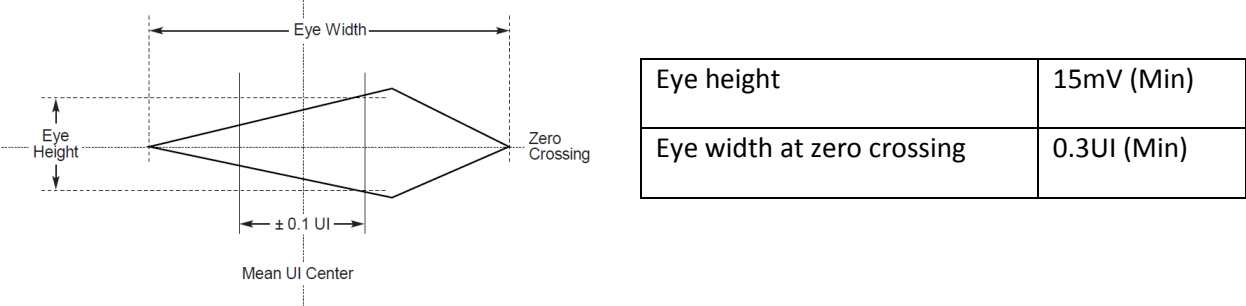 Eye Width
Eye
Height
Zero
Crossing
± 0.1 UI
Mean UI Center
Eye height 15mV (Min)
Eye width at zero crossing 0.3UI (Min)